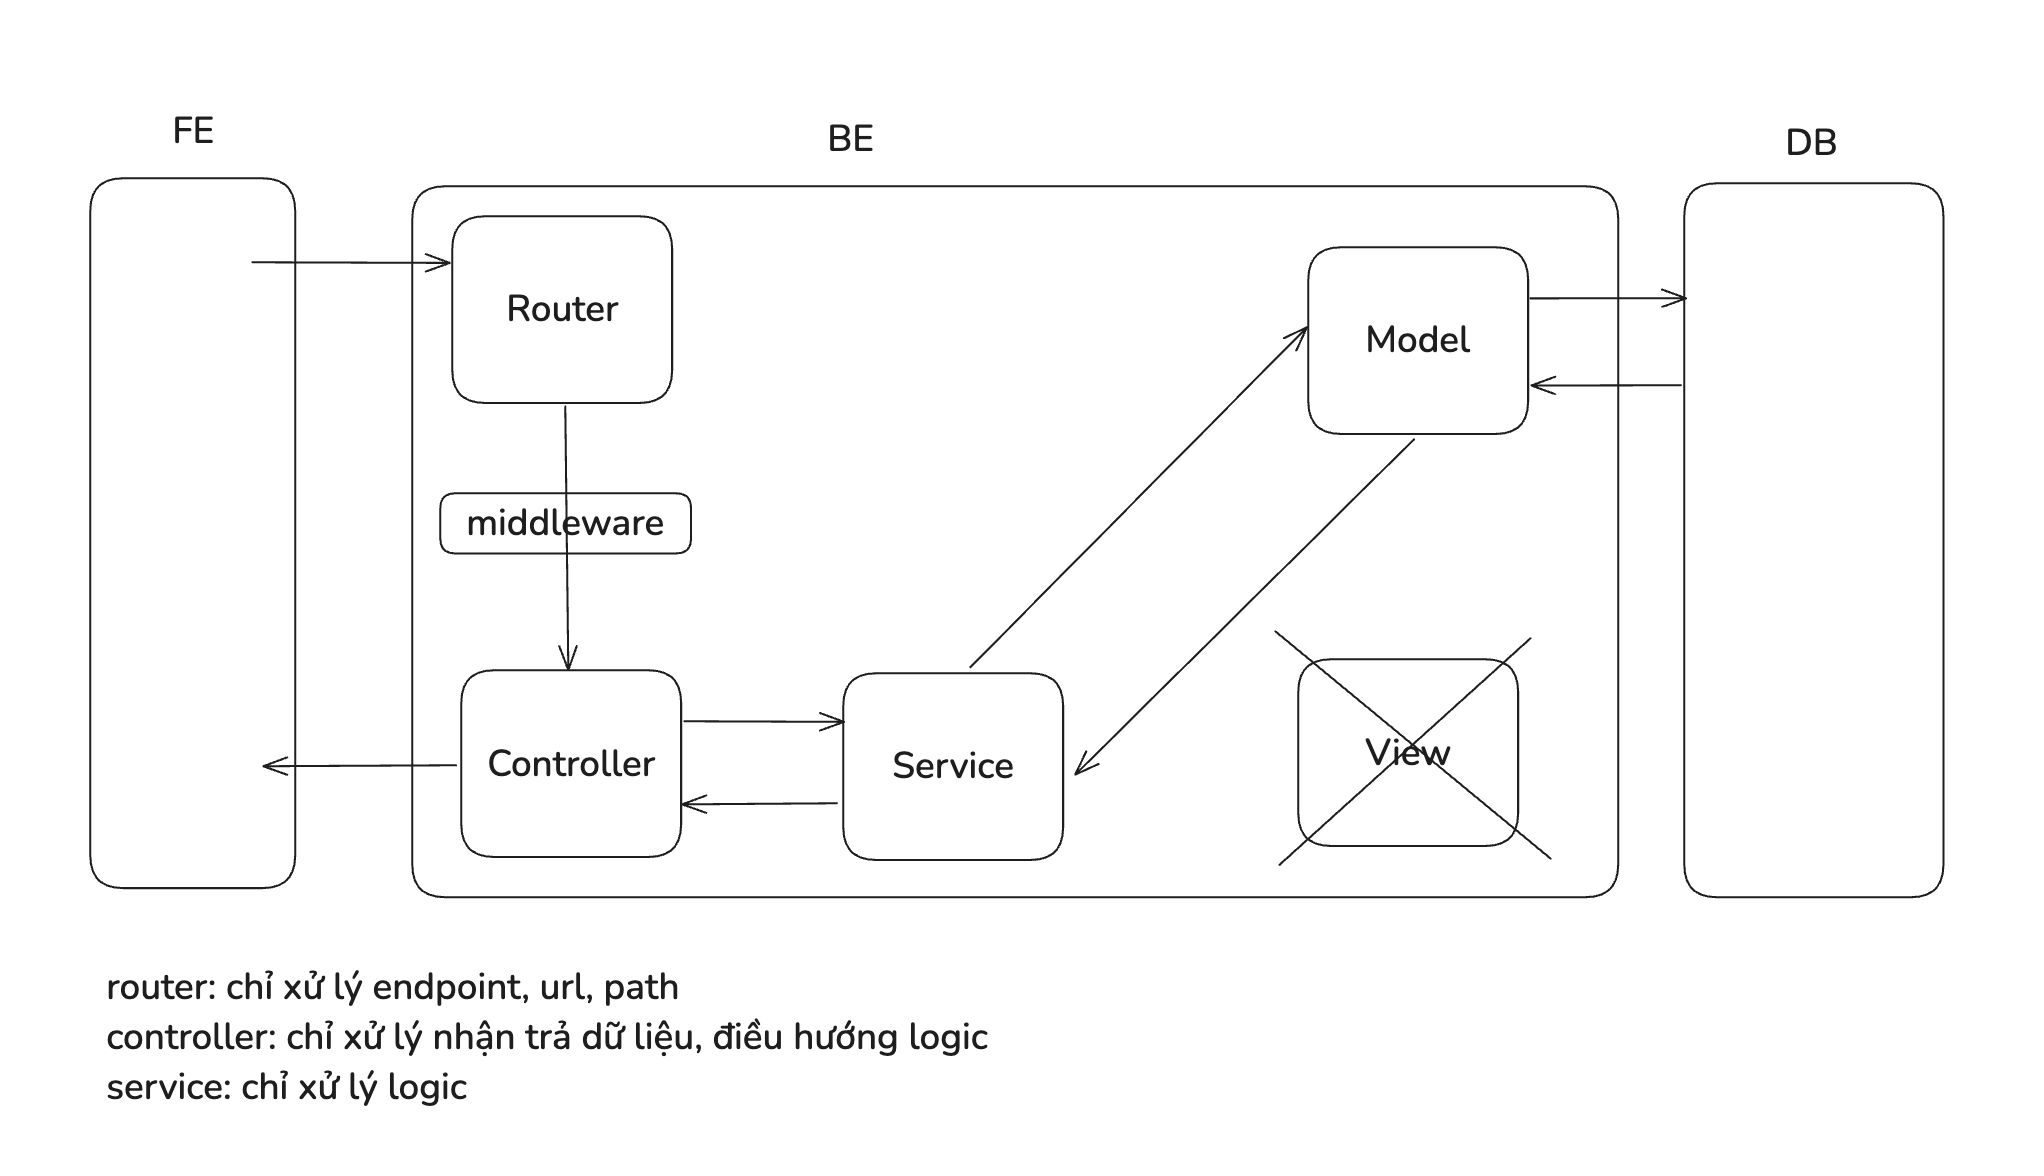 FE
BE
DB
Router
Model
middleware
Controller
Service
View
router: chỉ xử lý endpoint, url, path
controller: chỉ xử lý nhận trả dữ liệu, điều hướng logic
service: chỉ xử lý logic